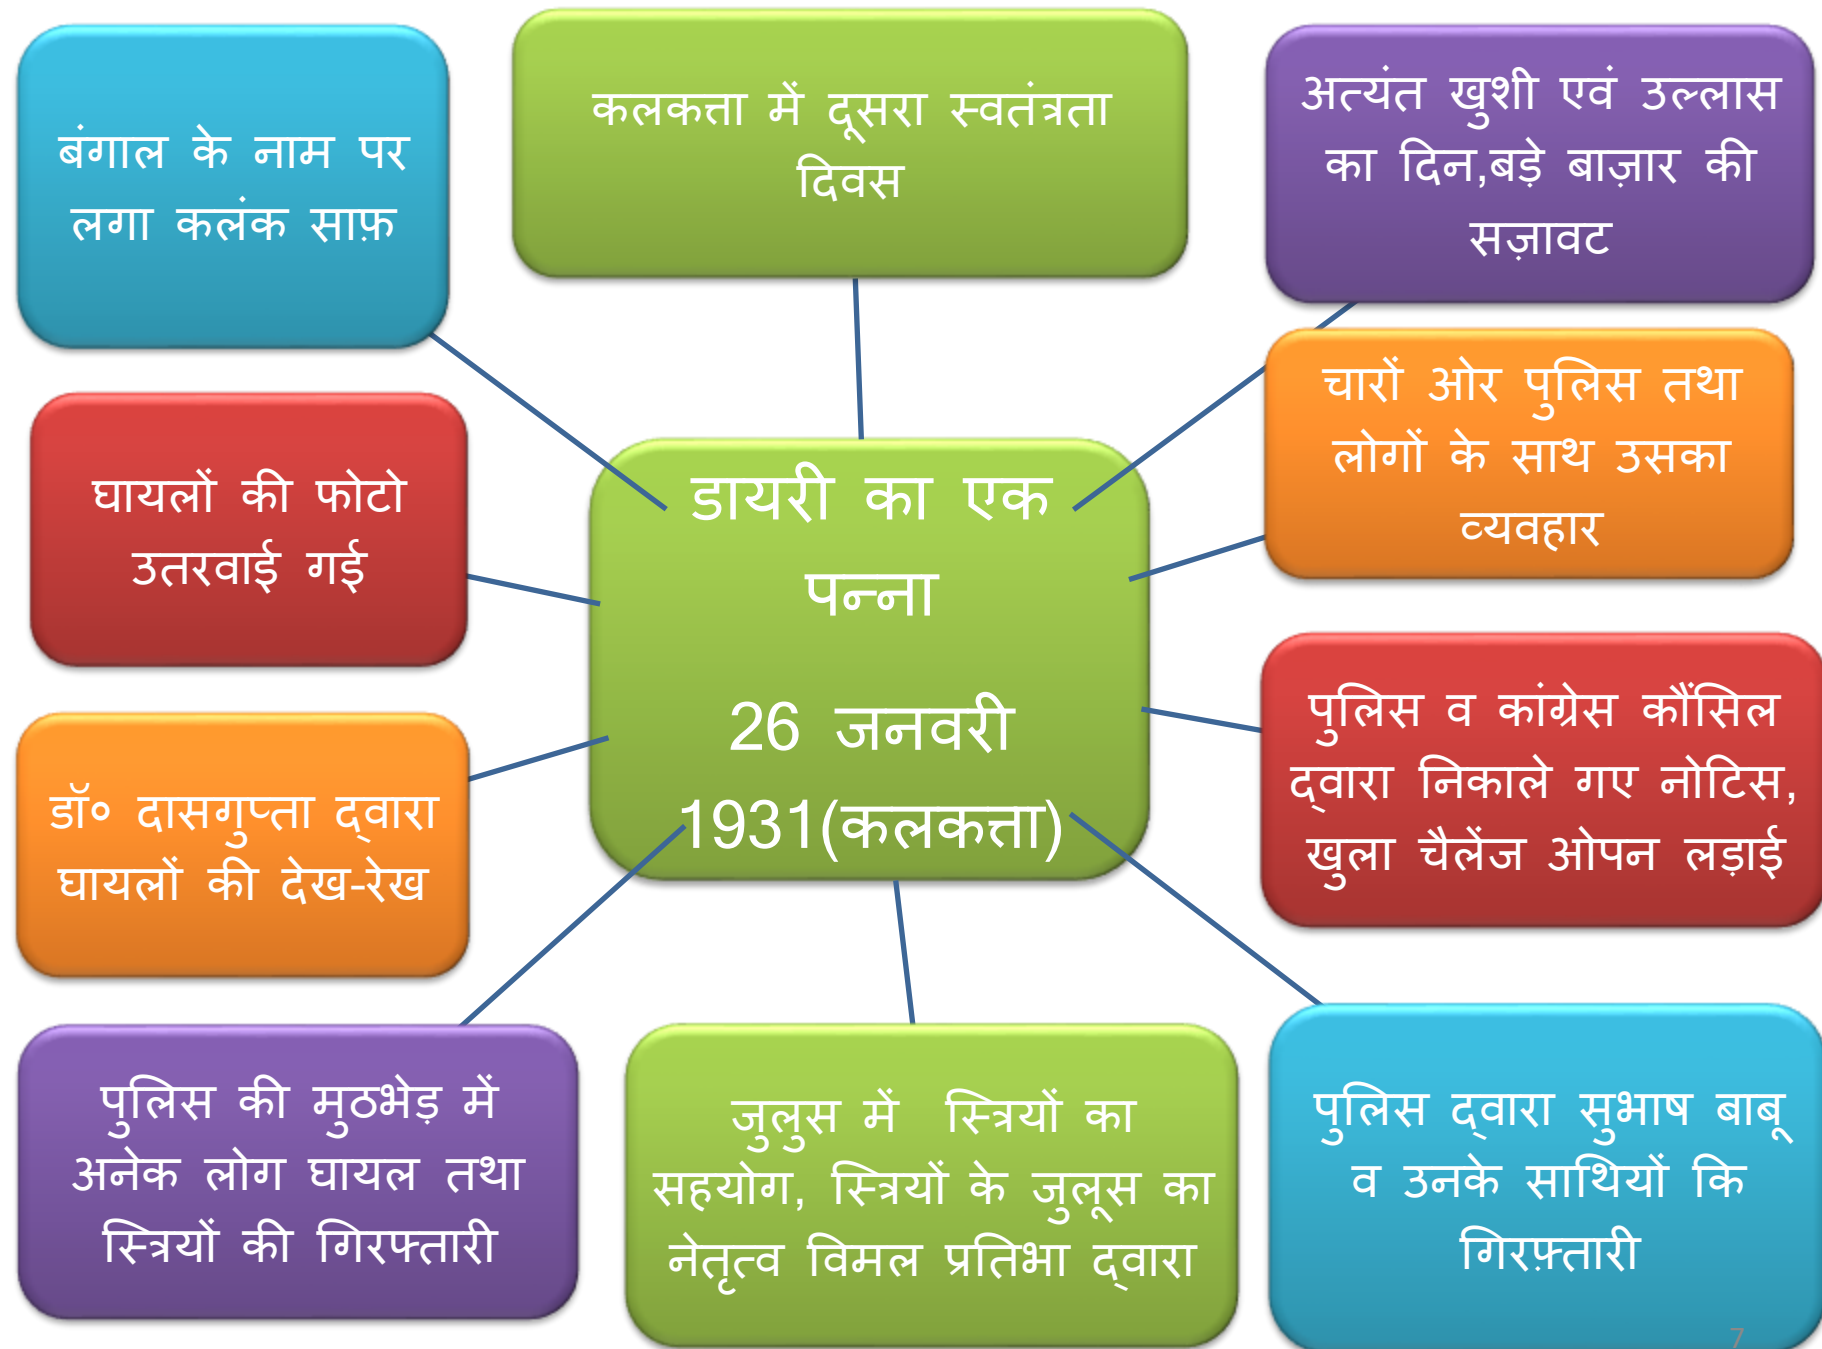 कलकत्ता में दूसरा स्वतंत्रता
दिवस
अत्यंत खुशी एवं उल्लास
का दिन,बड़े बाज़ार की
सज़ावट
चारों ओर पुलिस तथा
लोगों के साथ उसका
व्यवहार
पुलिस व कांग्रेस कौंसिल
द्वारा निकाले गए नोटिस,
खुला चैलेंज ओपन लड़ाई
पुलिस द्वारा सुभाष बाबू
व उनके साथियों कि
गिरफ़्तारी
जुलुस में स्त्रियों का
सहयोग, स्त्रियों के जुलूस का
नेतृत्व विमल प्रतिभा द्वारा
पुलिस की मुठभेड़ में
अनेक लोग घायल तथा
स्त्रियों की गिरफ्तारी
डॉ० दासगुप्ता द्वारा
घायलों की देख-रेख
घायलों की फोटो
उतरवाई गई
बंगाल के नाम पर
लगा कलंक साफ़
डायरी का एक
पन्ना
26 जनवरी
1931(कलकत्ता)
7